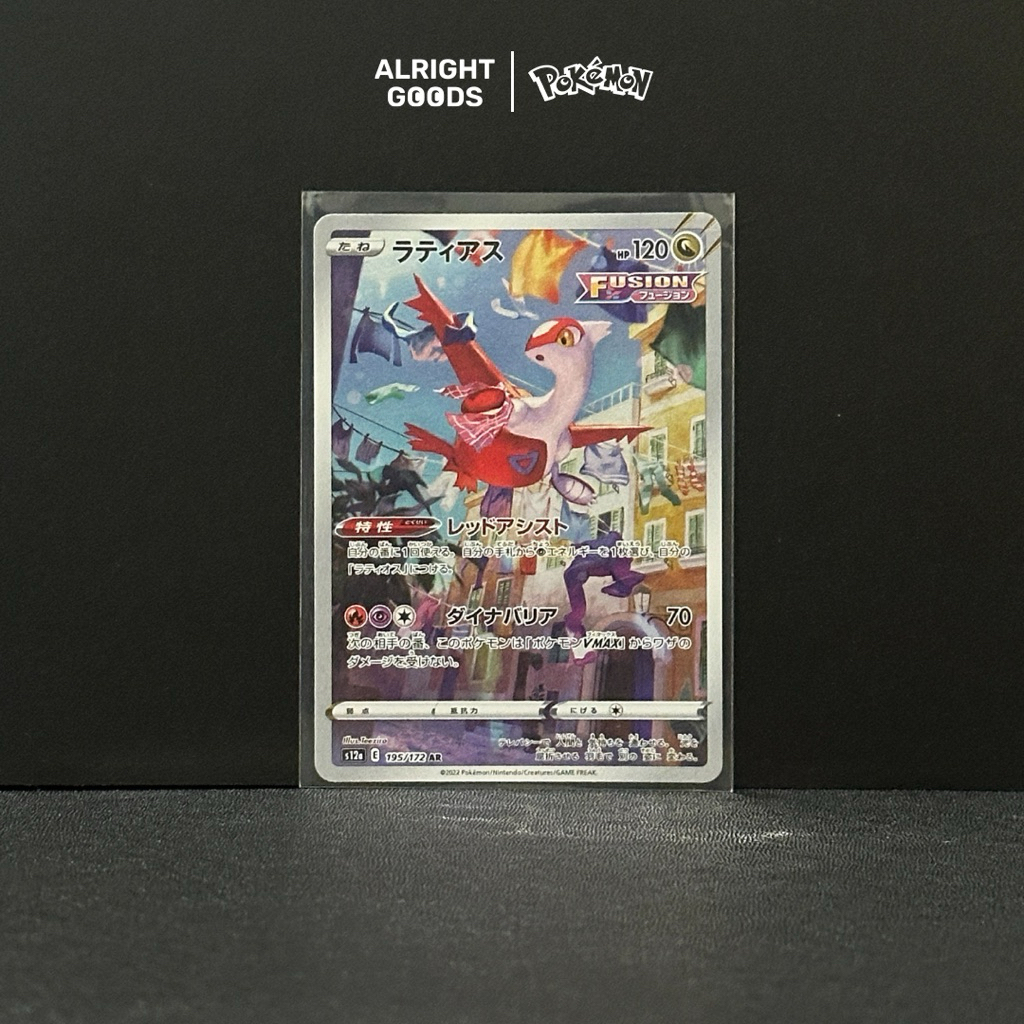 ALRIGHT
GOODS
POKéMON
たね
ラティアス
HP 120
FUSION
フュージョン
特性
レッドアシスト
自分の番に1回使える。自分の手札から エネルギーを1枚選び、自分の
「ラティオス」につける。
ダイナバリア 70
次の相手の番、このポケモンは「ポケモンVMAX」からワザの
ダメージを受けない。
弱点 抵抗力 にげる
s12a E 195/172 AR
©2022 Pokémon/Nintendo/Creatures/GAME FREAK.